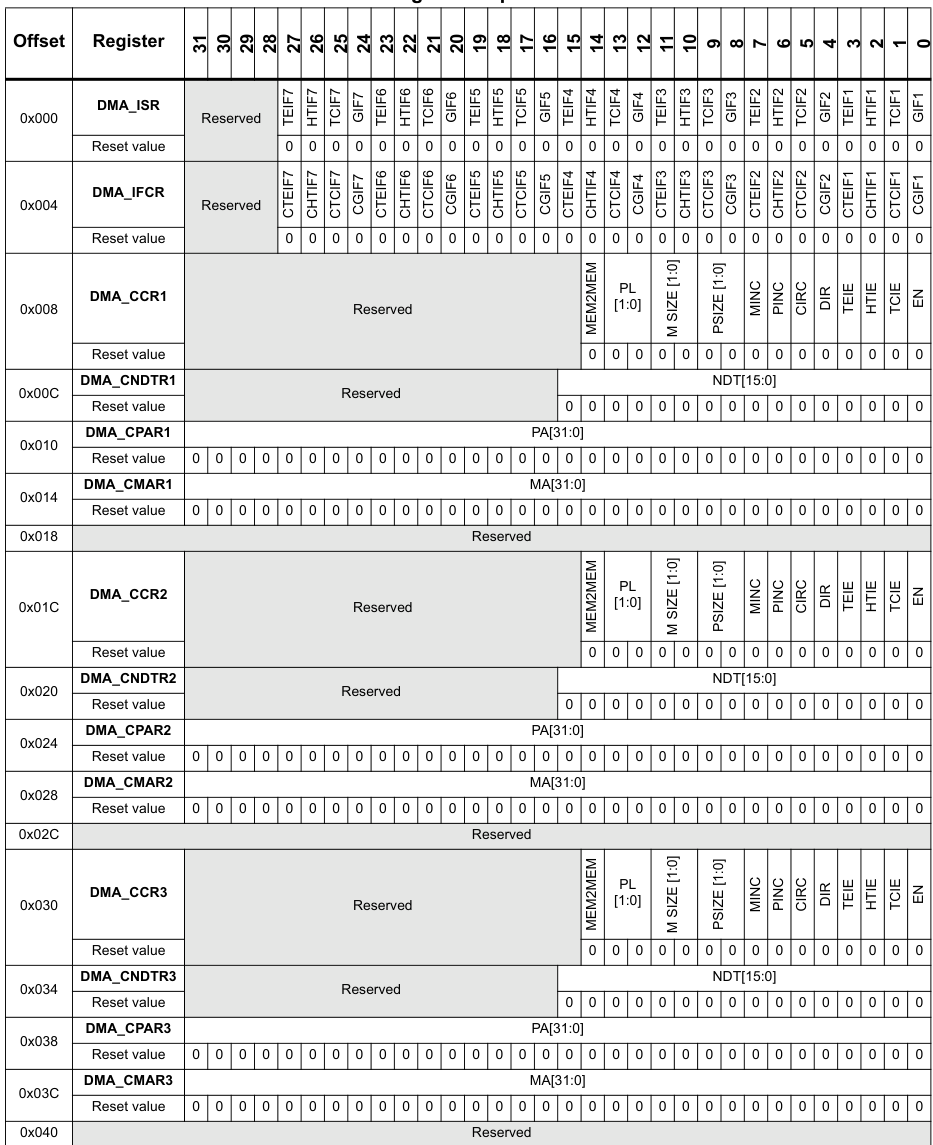 Offset Register 31 30 29 28 27 26 25 24 23 22 21 20 19 18 17 16 15 14 13 12 11 10 9 8 7 6 5 4 3 2 1 0
0x000 DMA_ISR Reserved TEIF7 HTIF7 TCIF7 GIF7 TEIF6 HTIF6 TCIF6 GIF6 TEIF5 HTIF5 TCIF5 GIF5 TEIF4 HTIF4 TCIF4 GIF4 TEIF3 HTIF3 TCIF3 GIF3 TEIF2 HTIF2 TCIF2 GIF2 TEIF1 HTIF1 TCIF1 GIF1
Reset value 0 0 0 0 0 0 0 0 0 0 0 0 0 0 0 0 0 0 0 0 0 0 0 0 0 0 0 0
0x004 DMA_IFCR Reserved CTEIF7 CHTIF7 CTCIF7 CGIF7 CTEIF6 CHTIF6 CTCIF6 CGIF6 CTEIF5 CHTIF5 CTCIF5 CGIF5 CTEIF4 CHTIF4 CTCIF4 CGIF4 CTEIF3 CHTIF3 CTCIF3 CGIF3 CTEIF2 CHTIF2 CTCIF2 CGIF2 CTEIF1 CHTIF1 CTCIF1 CGIF1
Reset value 0 0 0 0 0 0 0 0 0 0 0 0 0 0 0 0 0 0 0 0 0 0 0 0 0 0 0 0
0x008 DMA_CCR1 Reserved MEM2MEM PL [1:0] M SIZE [1:0] PSIZE [1:0] MINC PINC CIRC DIR TEIE HTIE TCIE EN
Reset value 0 0 0 0 0 0 0 0 0 0 0 0 0 0 0
0x00C DMA_CNDTR1 Reserved NDT[15:0]
Reset value 0 0 0 0 0 0 0 0 0 0 0 0 0 0 0 0
0x010 DMA_CPAR1 PA[31:0]
Reset value 0 0 0 0 0 0 0 0 0 0 0 0 0 0 0 0 0 0 0 0 0 0 0 0 0 0 0 0 0 0 0 0
0x014 DMA_CMAR1 MA[31:0]
Reset value 0 0 0 0 0 0 0 0 0 0 0 0 0 0 0 0 0 0 0 0 0 0 0 0 0 0 0 0 0 0 0 0
0x018 Reserved
0x01C DMA_CCR2 Reserved MEM2MEM PL [1:0] M SIZE [1:0] PSIZE [1:0] MINC PINC CIRC DIR TEIE HTIE TCIE EN
Reset value 0 0 0 0 0 0 0 0 0 0 0 0 0 0 0
0x020 DMA_CNDTR2 Reserved NDT[15:0]
Reset value 0 0 0 0 0 0 0 0 0 0 0 0 0 0 0 0
0x024 DMA_CPAR2 PA[31:0]
Reset value 0 0 0 0 0 0 0 0 0 0 0 0 0 0 0 0 0 0 0 0 0 0 0 0 0 0 0 0 0 0 0 0
0x028 DMA_CMAR2 MA[31:0]
Reset value 0 0 0 0 0 0 0 0 0 0 0 0 0 0 0 0 0 0 0 0 0 0 0 0 0 0 0 0 0 0 0 0
0x02C Reserved
0x030 DMA_CCR3 Reserved MEM2MEM PL [1:0] M SIZE [1:0] PSIZE [1:0] MINC PINC CIRC DIR TEIE HTIE TCIE EN
Reset value 0 0 0 0 0 0 0 0 0 0 0 0 0 0 0
0x034 DMA_CNDTR3 Reserved NDT[15:0]
Reset value 0 0 0 0 0 0 0 0 0 0 0 0 0 0 0 0
0x038 DMA_CPAR3 PA[31:0]
Reset value 0 0 0 0 0 0 0 0 0 0 0 0 0 0 0 0 0 0 0 0 0 0 0 0 0 0 0 0 0 0 0 0
0x03C DMA_CMAR3 MA[31:0]
Reset value 0 0 0 0 0 0 0 0 0 0 0 0 0 0 0 0 0 0 0 0 0 0 0 0 0 0 0 0 0 0 0 0
0x040 Reserved